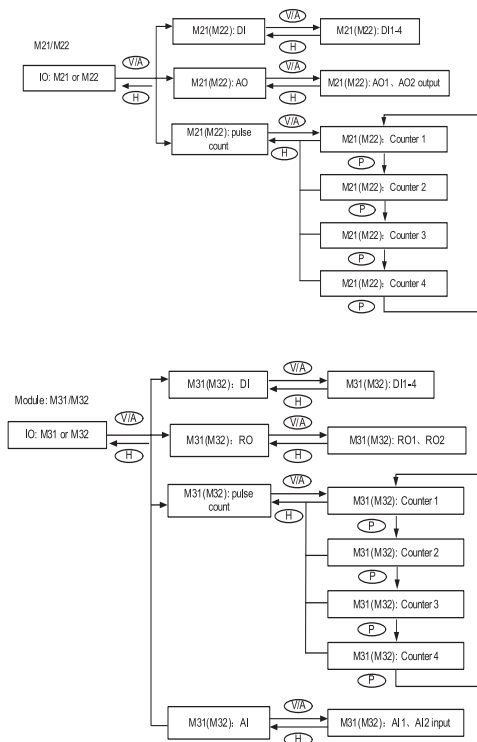 V/A
M21(M22): DI
M21(M22): DI1-4
H
M21/M22
V/A
V/A
IO: M21 or M22
M21(M22): AO
M21(M22): AO1、AO2 output
H
H
V/A
M21(M22): pulse
count
M21(M22): Counter 1
H
P
M21(M22): Counter 2
P
M21(M22): Counter 3
P
M21(M22): Counter 4
P
V/A
M31(M32): DI
M31(M32): DI1-4
H
Module: M31/M32
V/A
V/A
IO: M31 or M32
M31(M32): RO
M31(M32): RO1、RO2
H
H
V/A
M31(M32): pulse
count
M31(M32): Counter 1
H
P
M31(M32): Counter 2
P
M31(M32): Counter 3
P
M31(M32): Counter 4
P
V/A
M31(M32): AI
M31(M32): AI1、AI2 input
H